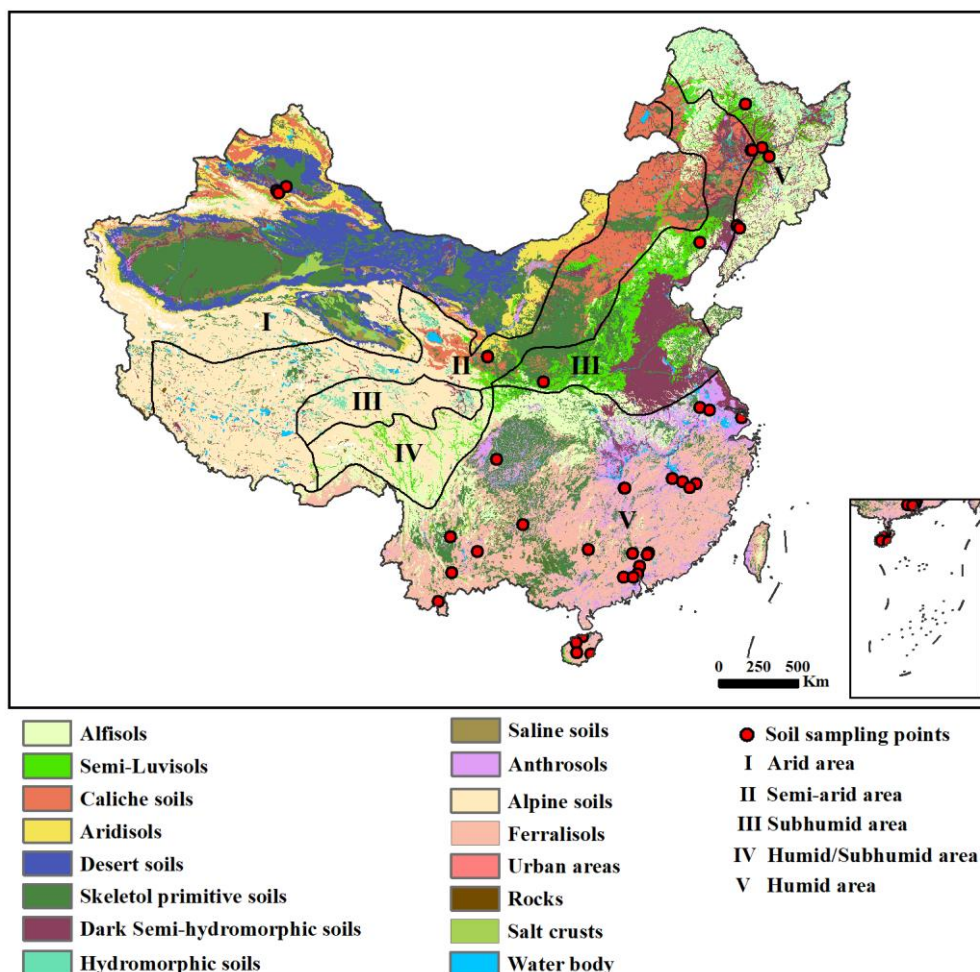 V
I
II
III
III
IV
V
0 250 500
Km
Alfisols
Semi-Luvisols
Caliche soils
Aridisols
Desert soils
Skeletol primitive soils
Dark Semi-hydromorphic soils
Hydromorphic soils
Saline soils
Anthrosols
Alpine soils
Ferralisols
Urban areas
Rocks
Salt crusts
Water body
Soil sampling points
I Arid area
II Semi-arid area
III Subhumid area
IV Humid/Subhumid area
V Humid area